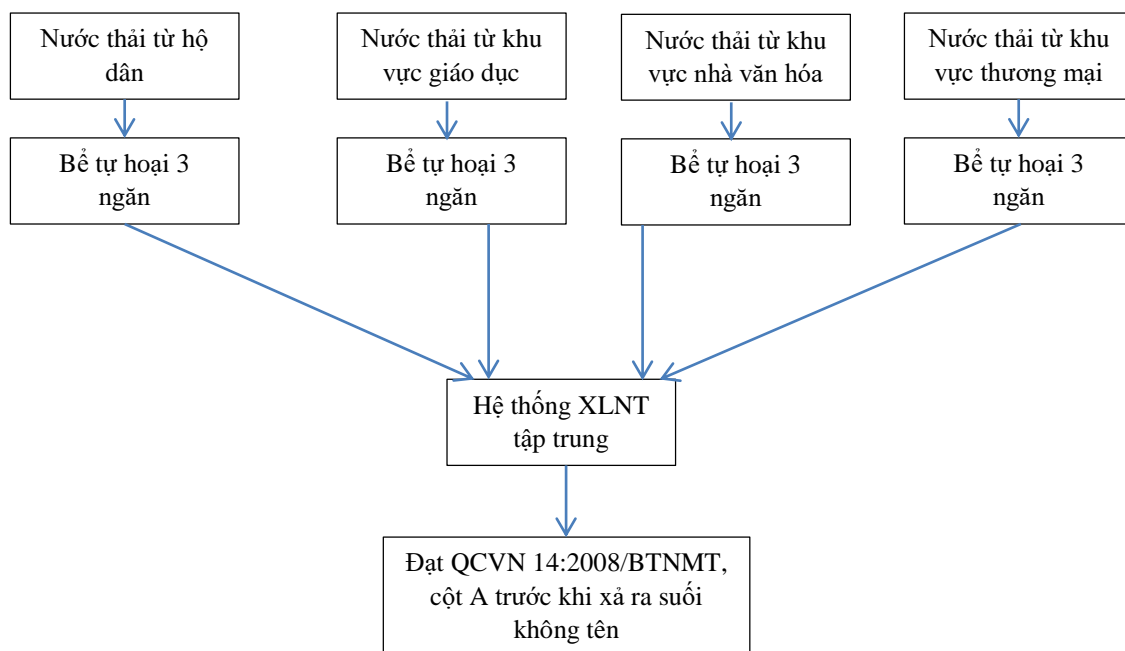 Nước thải từ hộ
dân
Nước thải từ khu
vực giáo dục
Nước thải từ khu
vực nhà văn hóa
Nước thải từ khu
vực thương mại
Bể tự hoại 3
ngăn
Bể tự hoại 3
ngăn
Bể tự hoại 3
ngăn
Bể tự hoại 3
ngăn
Hệ thống XLNT
tập trung
Đạt QCVN 14:2008/BTNMT,
cột A trước khi xả ra suối
không tên